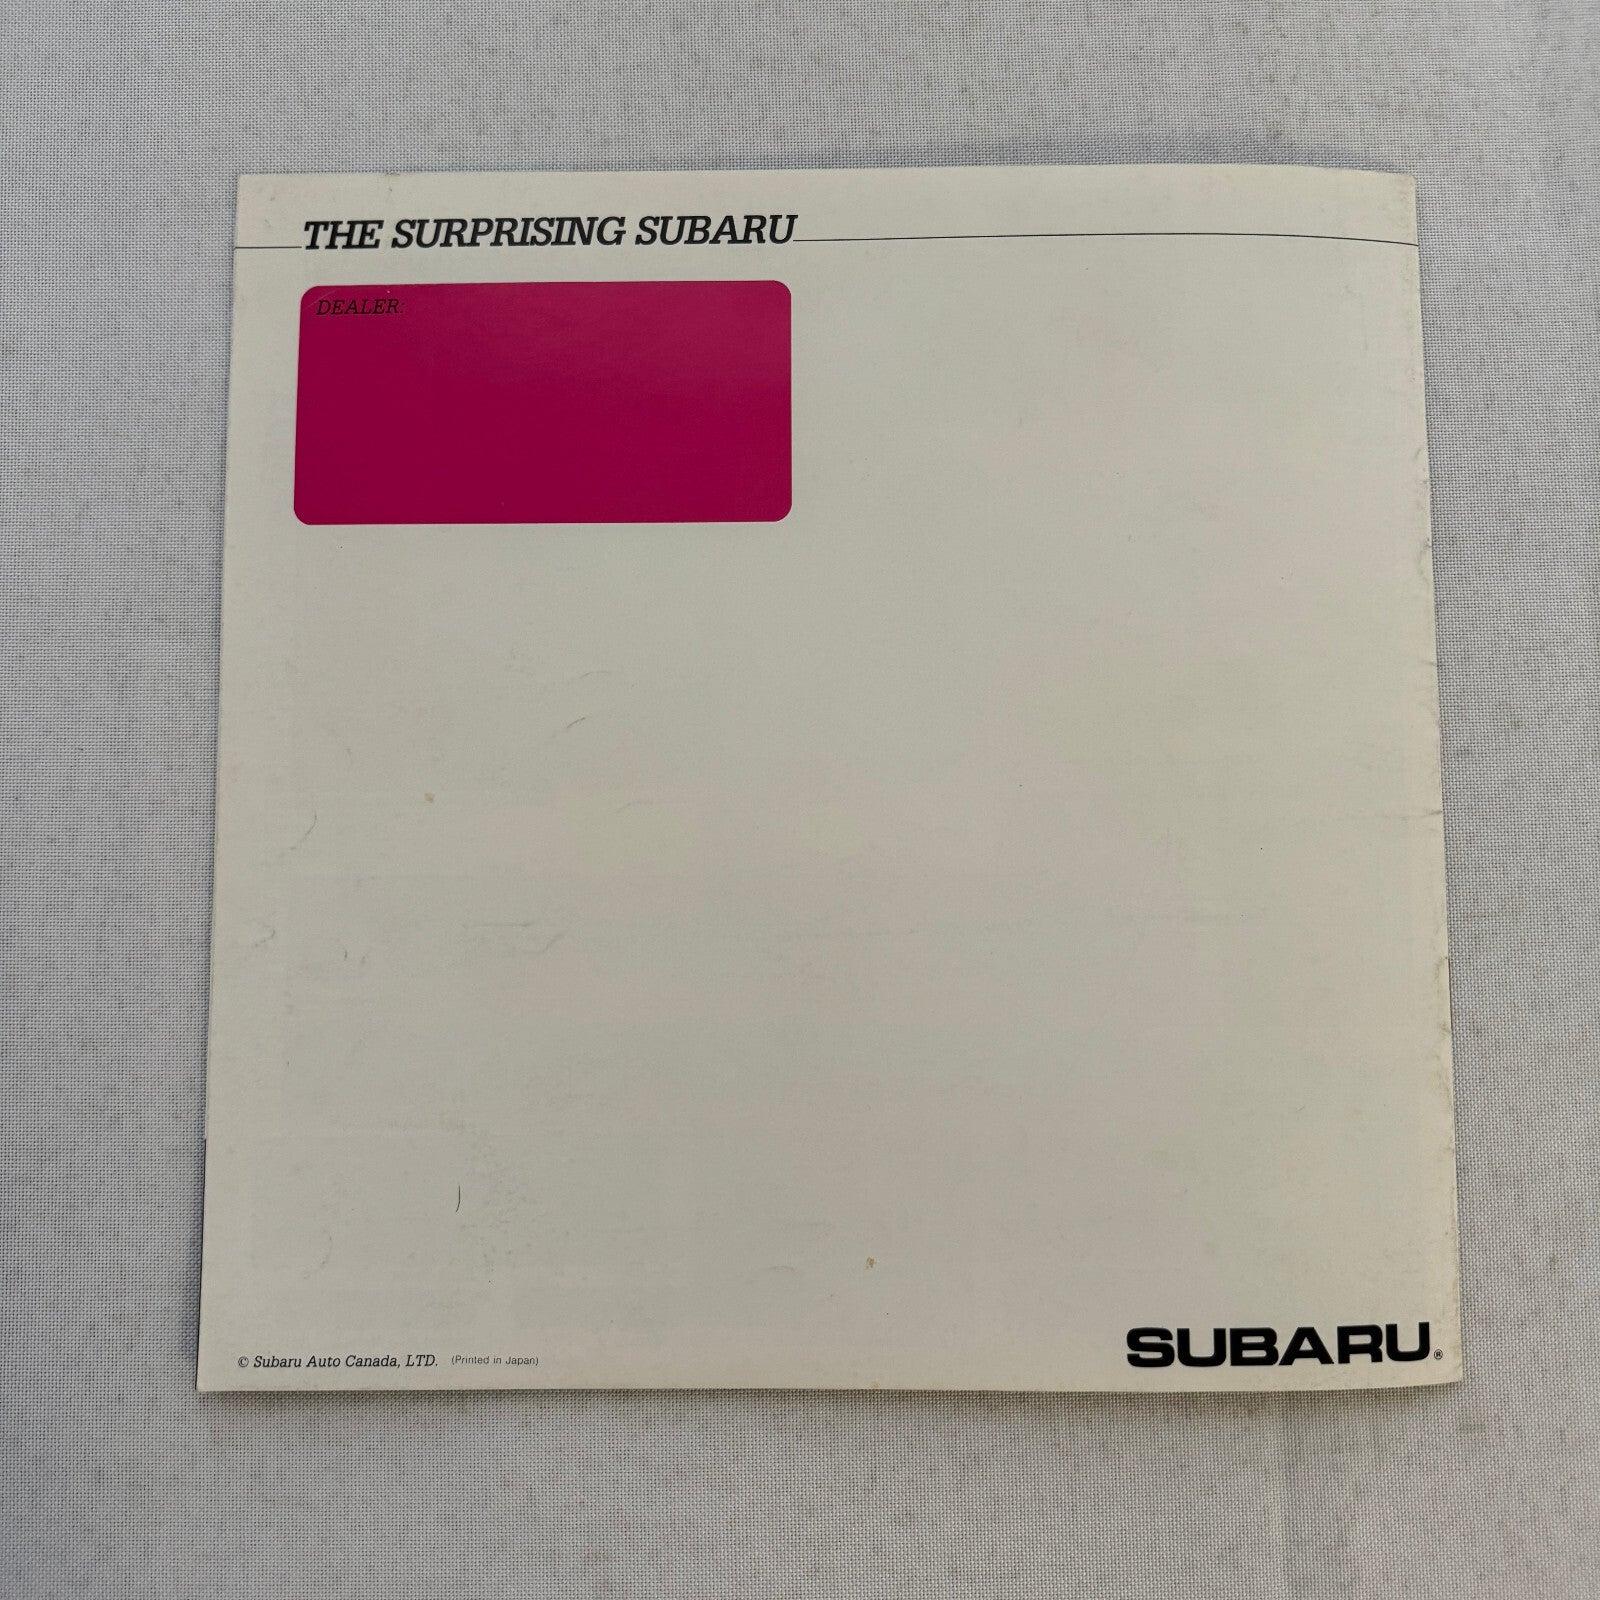 THE SURPRISING SUBARU
DEALER:
© Subaru Auto Canada, LTD. (Printed in Japan)
SUBARU®